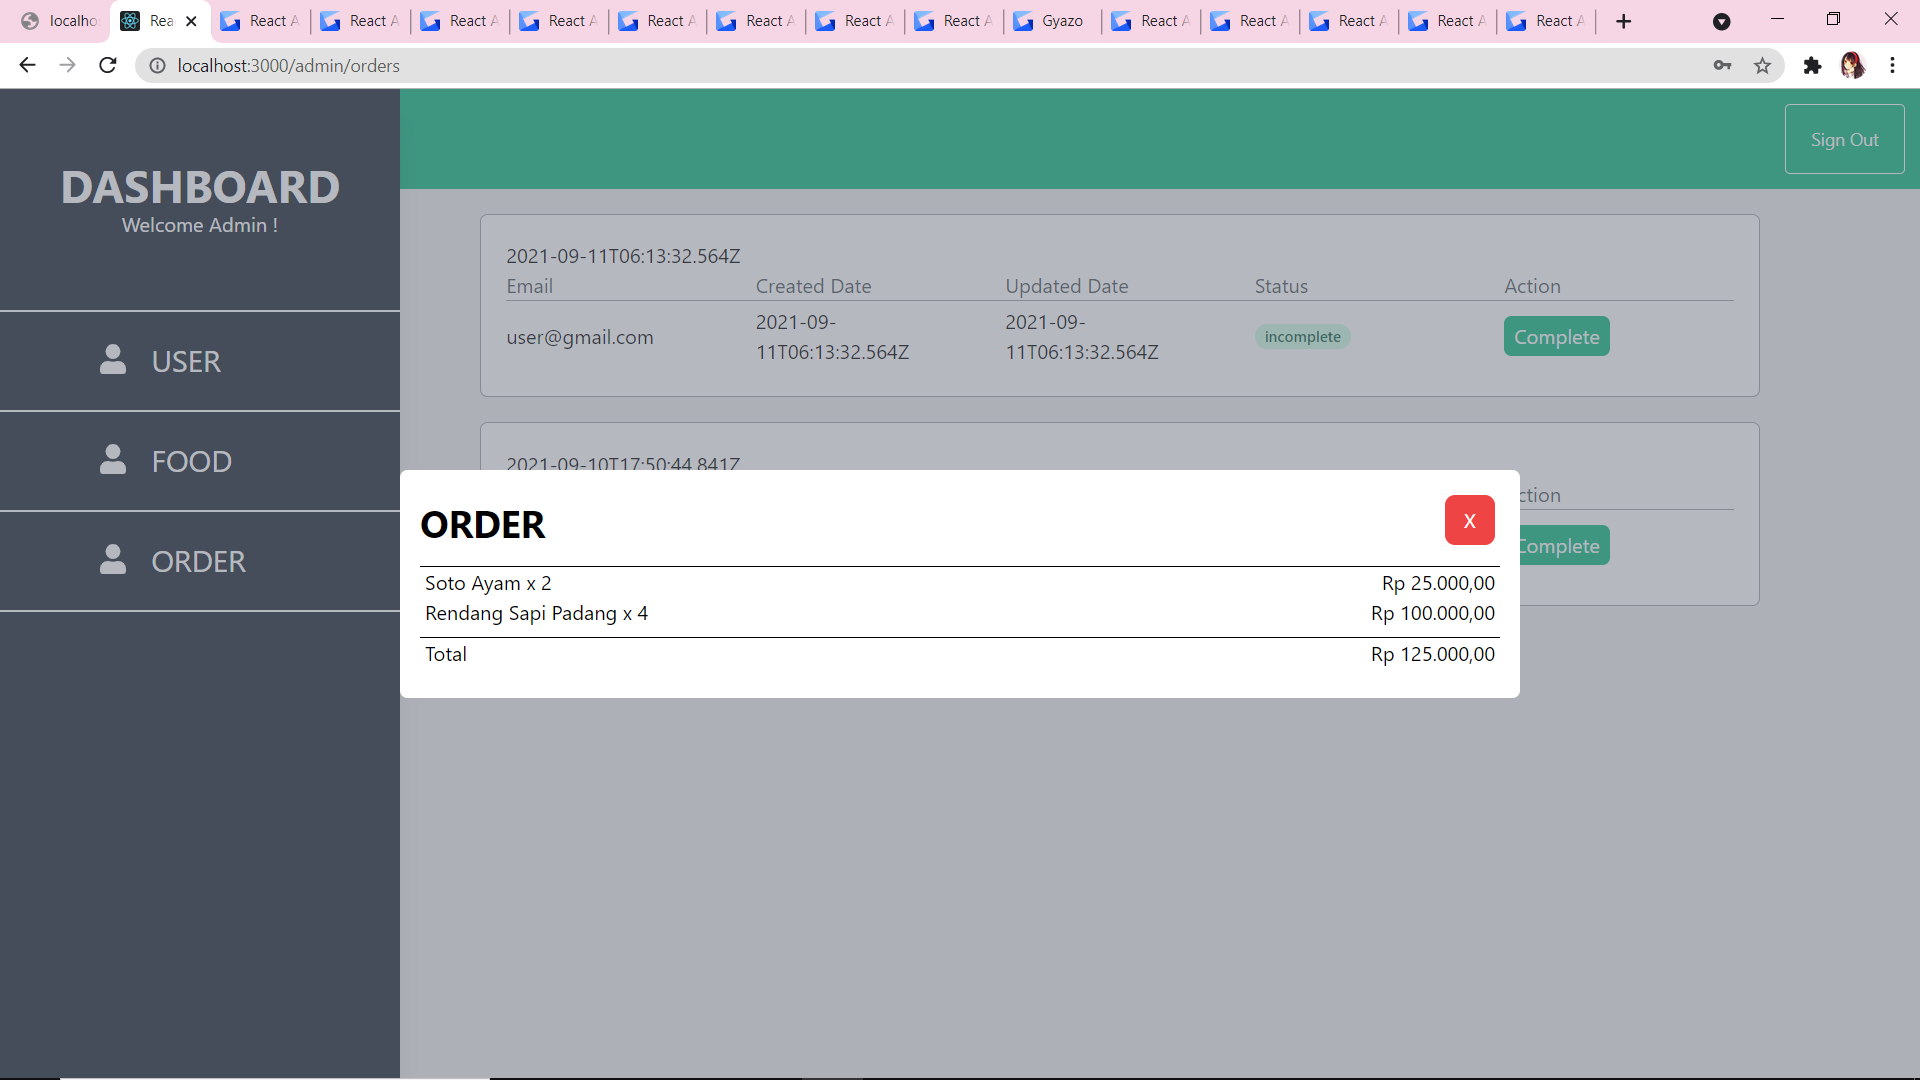 localho
Rea
React A
React A
React A
React A
React A
React A
React A
React A
Gyazo
React A
React A
React A
React A
React A
localhost:3000/admin/orders
Sign Out
DASHBOARD
Welcome Admin !
USER
FOOD
ORDER
2021-09-11T06:13:32.564Z
Email Created Date Updated Date Status Action
user@gmail.com 2021-09-11T06:13:32.564Z 2021-09-11T06:13:32.564Z incomplete Complete
2021-09-10T17:50:44.841Z
ction
Complete
ORDER
X
Soto Ayam x 2 Rp 25.000,00
Rendang Sapi Padang x 4 Rp 100.000,00
Total Rp 125.000,00